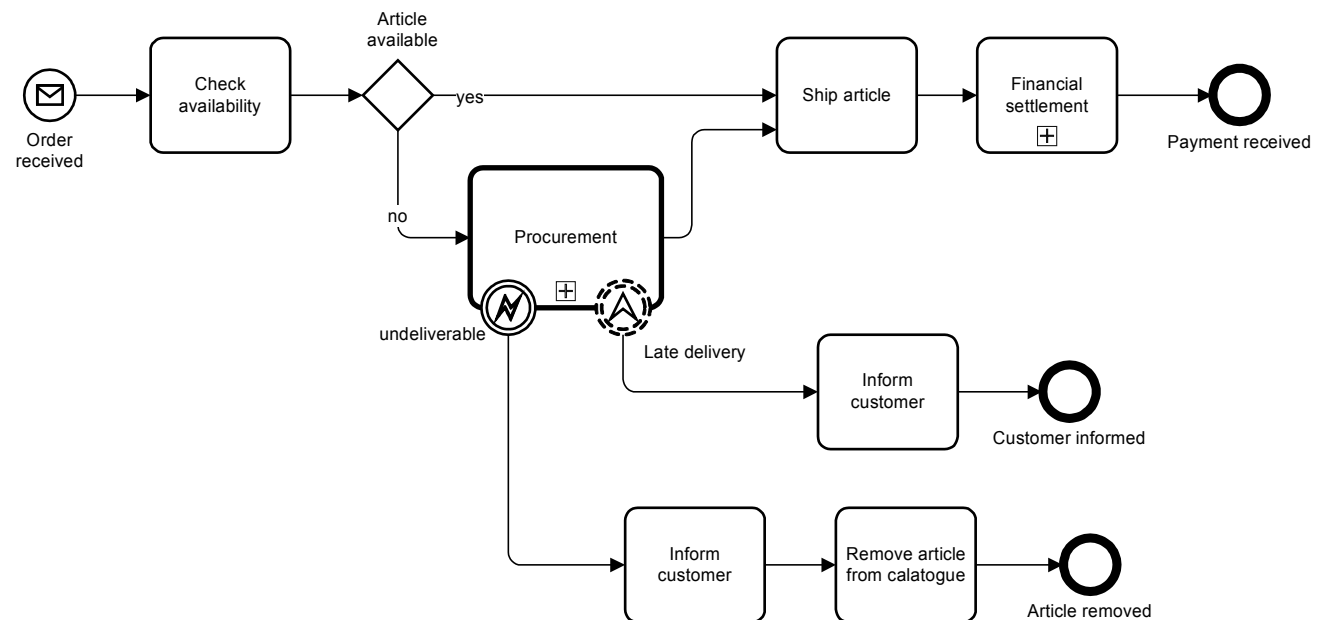 Article
available
Check
availability
yes
Ship article
Financial
settlement
Order
received
Payment received
no
Procurement
undeliverable
Late delivery
Inform
customer
Customer informed
Inform
customer
Remove article
from calatogue
Article removed